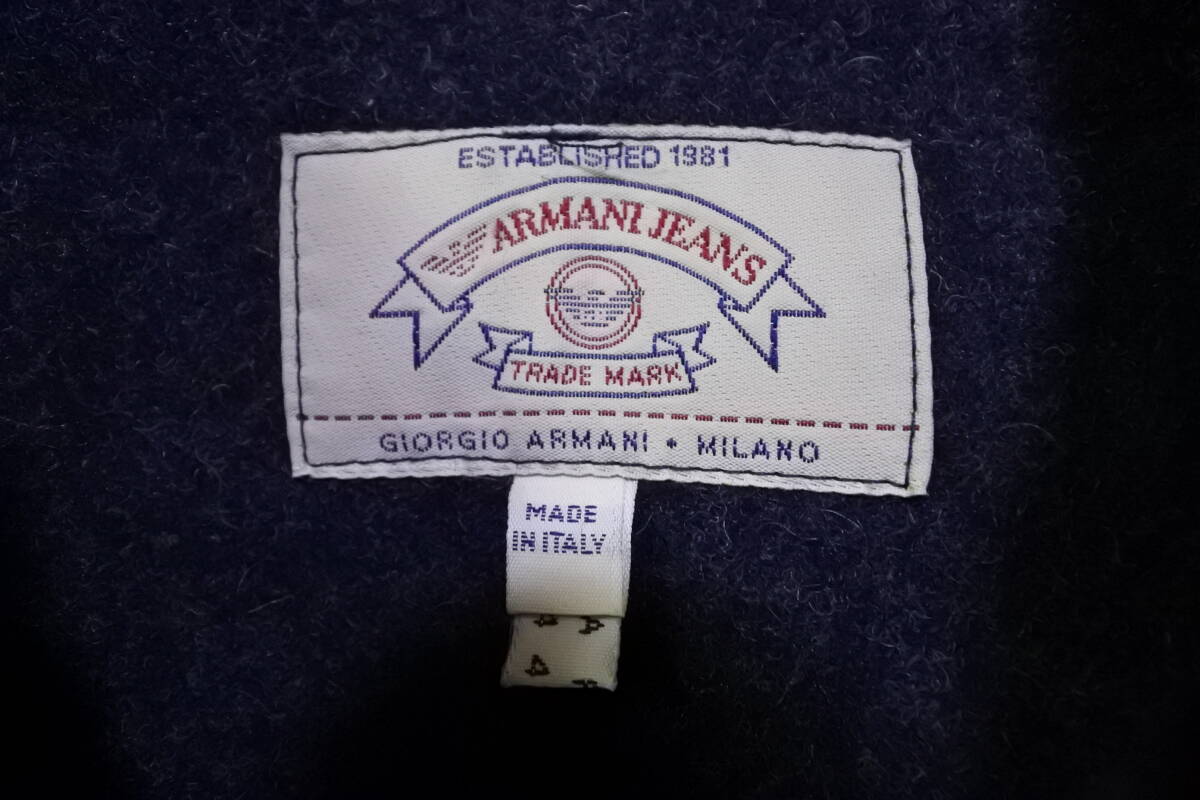 ESTABLISHED 1981
ARMANI JEANS
TRADE MARK
GIORGIO ARMANI • MILANO
MADE
IN ITALY